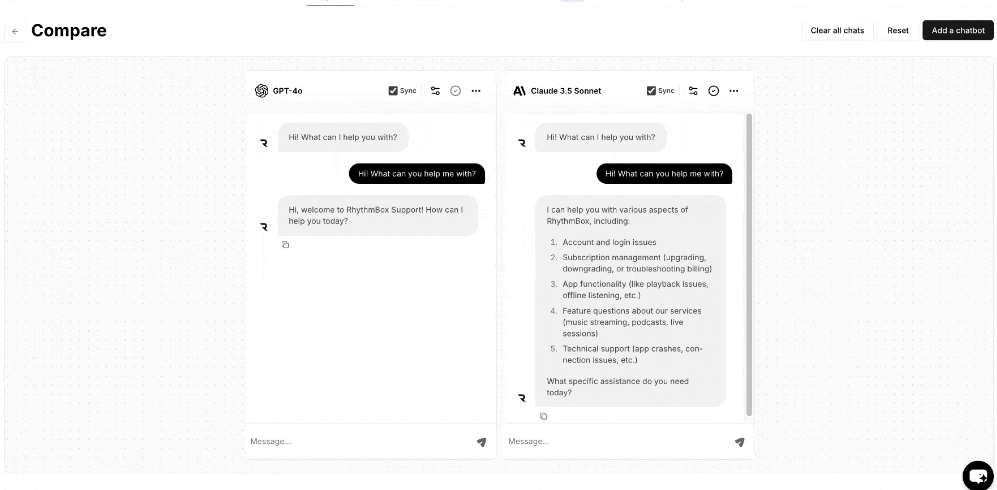 Compare
Clear all chats
Reset
Add a chatbot
GPT-4o
Sync
Hi! What can I help you with?
Hi! What can you help me with?
Hi, welcome to RhythmBox Support! How can I
help you today?
Message...
Claude 3.5 Sonnet
Sync
Hi! What can I help you with?
Hi! What can you help me with?
I can help you with various aspects of
RhythmBox, including:
1. Account and login issues
2. Subscription management (upgrading,
downgrading, or troubleshooting billing)
3. App functionality (like playback issues,
offline listening, etc.)
4. Feature questions about our services
(music streaming, podcasts, live
sessions)
5. Technical support (app crashes, con-
nection issues, etc.)
What specific assistance do you need
today?
Message...